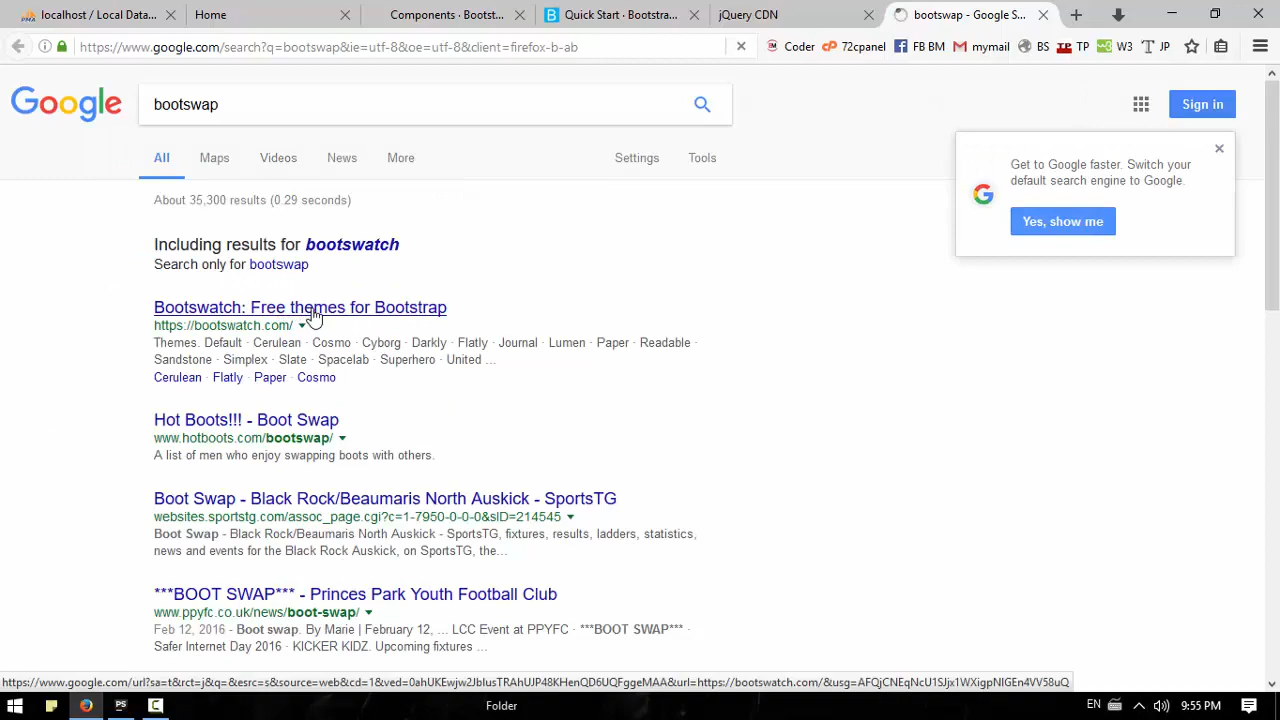 localhost / Local Data...
Home
Components - Bootst...
Quick Start - Bootstra...
jQuery CDN
bootswap - Google S...
https://www.google.com/search?q=bootswap&ie=utf-8&oe=utf-8&client=firefox-b-eb
Coder
72cpanel
FB BM
mymail
BS
TP
W3
JP
Google
bootswap
Sign in
All
Maps
Videos
News
More
Settings
Tools
Get to Google faster. Switch your
default search engine to Google.
Yes, show me
About 35,300 results (0.29 seconds)
Including results for bootswatch
Search only for bootswap
Bootswatch: Free themes for Bootstrap
https://bootswatch.com/
Themes. Default · Cerulean · Cosmo · Cyborg · Darkly · Flatly · Journal · Lumen · Paper · Readable ·
Sandstone · Simplex · Slate · Spacelab · Superhero · United ...
Cerulean · Flatly · Paper · Cosmo
Hot Boots!!! - Boot Swap
www.hotboots.com/bootswap/
A list of men who enjoy swapping boots with others.
Boot Swap - Black Rock/Beaumaris North Auskick - SportsTG
websites.sportstg.com/assoc_page.cgi?c=1-7950-0-0-0&sID=214545
Boot Swap - Black Rock/Beaumaris North Auskick - SportsTG, fixtures, results, ladders, statistics,
news and events for the Black Rock Auskick, on SportsTG, the...
***BOOT SWAP*** - Princes Park Youth Football Club
www.ppyfc.co.uk/news/boot-swap/
Feb 12, 2016 - Boot swap. By Marie | February 12, ... LCC Event at PPYFC · ***BOOT SWAP*** ·
Safer Internet Day 2016 · KICKER KIDZ. Upcoming fixtures ...
Folder
EN
9:55 PM